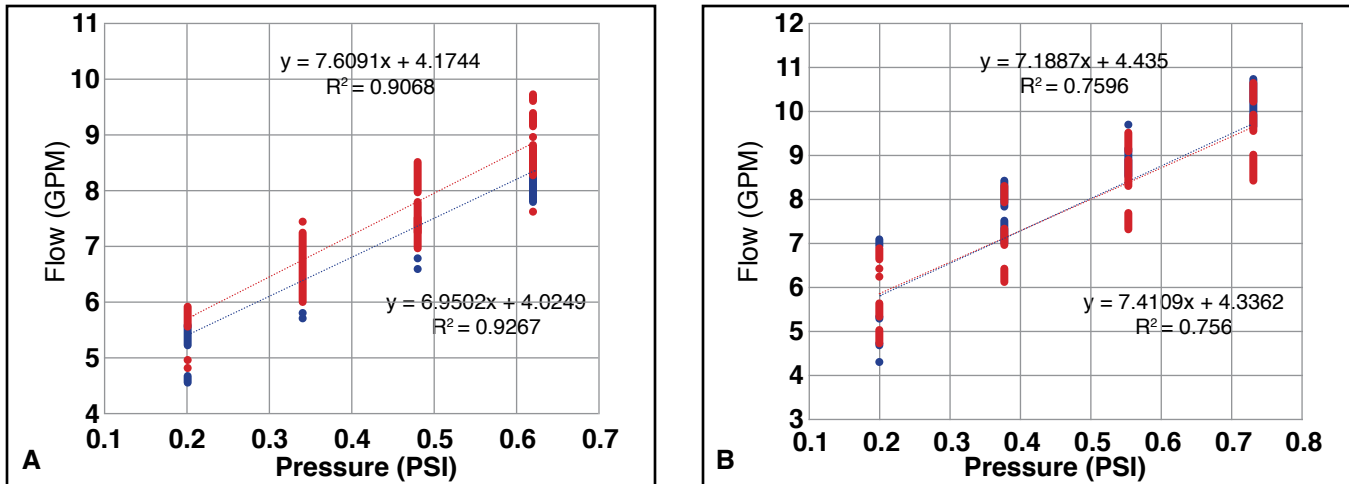 11
10
9
8
7
6
5
4
0.1 0.2 0.3 0.4 0.5 0.6 0.7
Flow (GPM)
Pressure (PSI)
y = 7.6091x + 4.1744
R² = 0.9068
y = 6.9502x + 4.0249
R² = 0.9267
A
12
11
10
9
8
7
6
5
4
3
0.1 0.2 0.3 0.4 0.5 0.6 0.7 0.8
Flow (GPM)
Pressure (PSI)
y = 7.1887x + 4.435
R² = 0.7596
y = 7.4109x + 4.3362
R² = 0.756
B